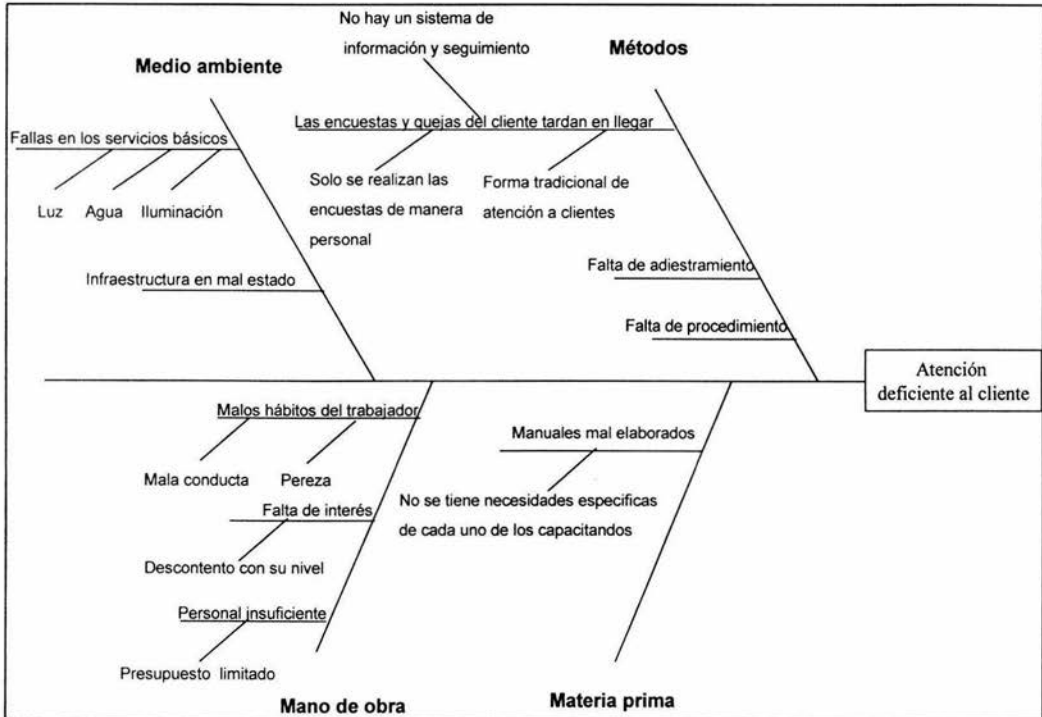 No hay un sistema de
información y seguimiento
Métodos
Medio ambiente
Las encuestas y quejas del cliente tardan en llegar
Fallas en los servicios básicos
Solo se realizan las
encuestas de manera
personal
Forma tradicional de
atención a clientes
Luz Agua Iluminación
Infraestructura en mal estado
Falta de adiestramiento
Falta de procedimiento
Atención
deficiente al cliente
Malos hábitos del trabajador
Manuales mal elaborados
Mala conducta Pereza
No se tiene necesidades especificas
de cada uno de los capacitandos
Falta de interés
Descontento con su nivel
Personal insuficiente
Presupuesto limitado
Mano de obra
Materia prima